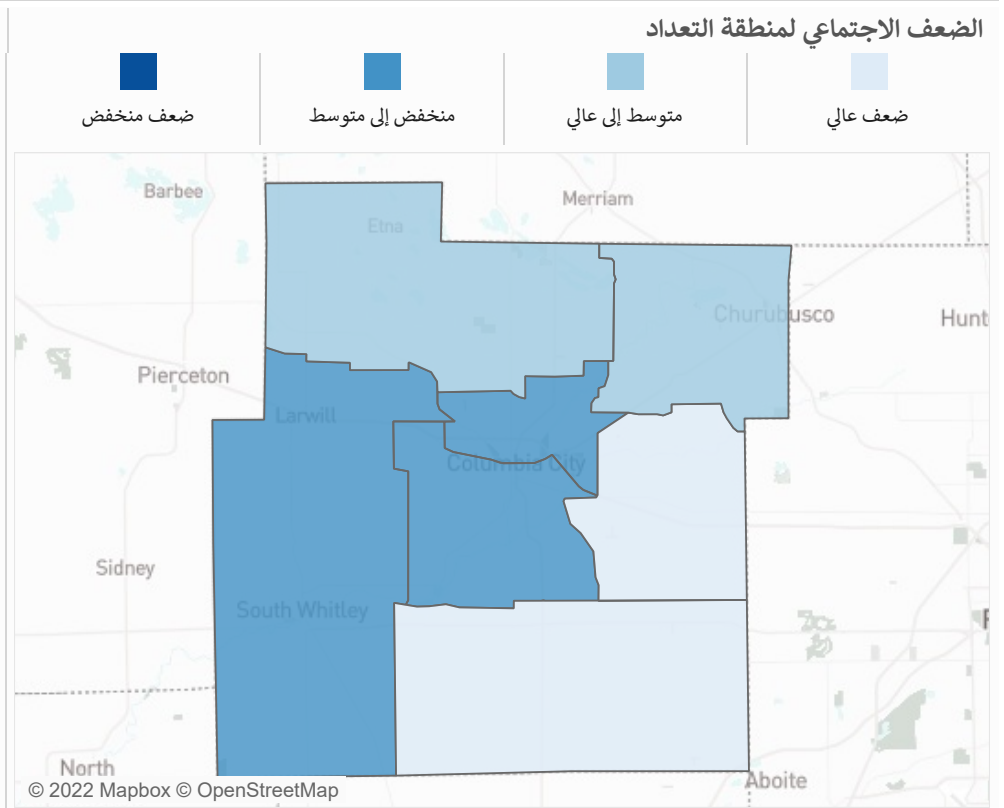 الضعف الاجتماعي لمنطقة التعداد
ضعف عالي
متوسط إلى عالي
منخفض إلى متوسط
ضعف منخفض
Barbee
Merriam
Etna
Churubusco
Hunt
Pierceton
Larwill
Columbia City
Sidney
South Whitley
North
Aboite
© 2022 Mapbox © OpenStreetMap